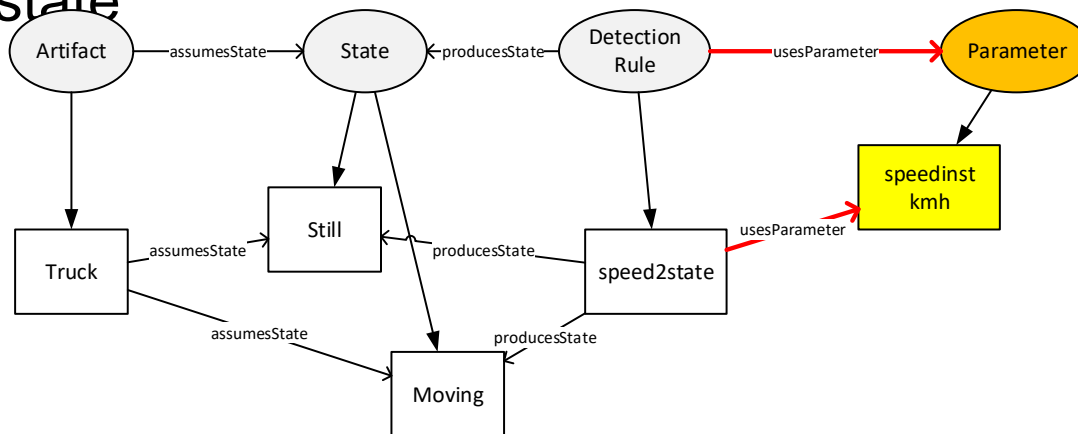 state
Artifact
assumesState
State
producesState
Detection
Rule
usesParameter
Parameter
speedinst
kmh
Still
usesParameter
assumesState
producesState
Truck
speed2state
assumesState
producesState
Moving